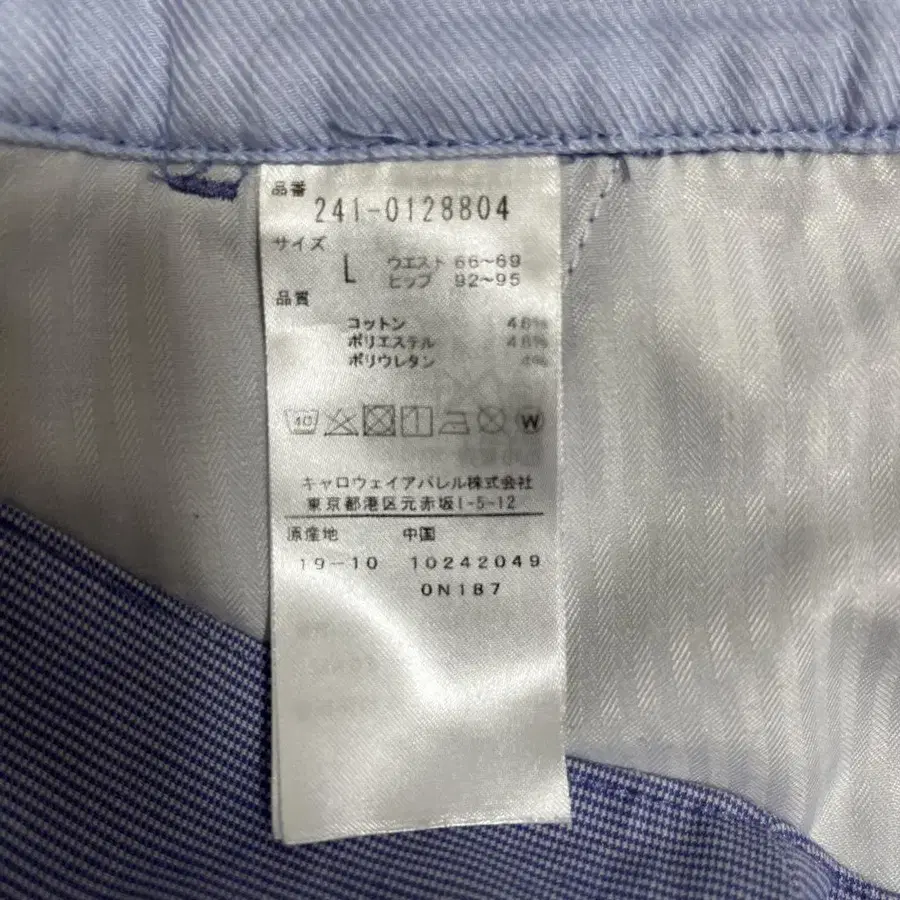 品番
241-0128804
サイズ
L ウエスト 66~69
ヒップ 92~95
品質
コットン 48%
ポリエステル 48%
ポリウレタン 4%
40 W
キャロウェイアパレル株式会社
東京都港区元赤坂1-5-12
原産地 中国
19-10 10242049
0N187